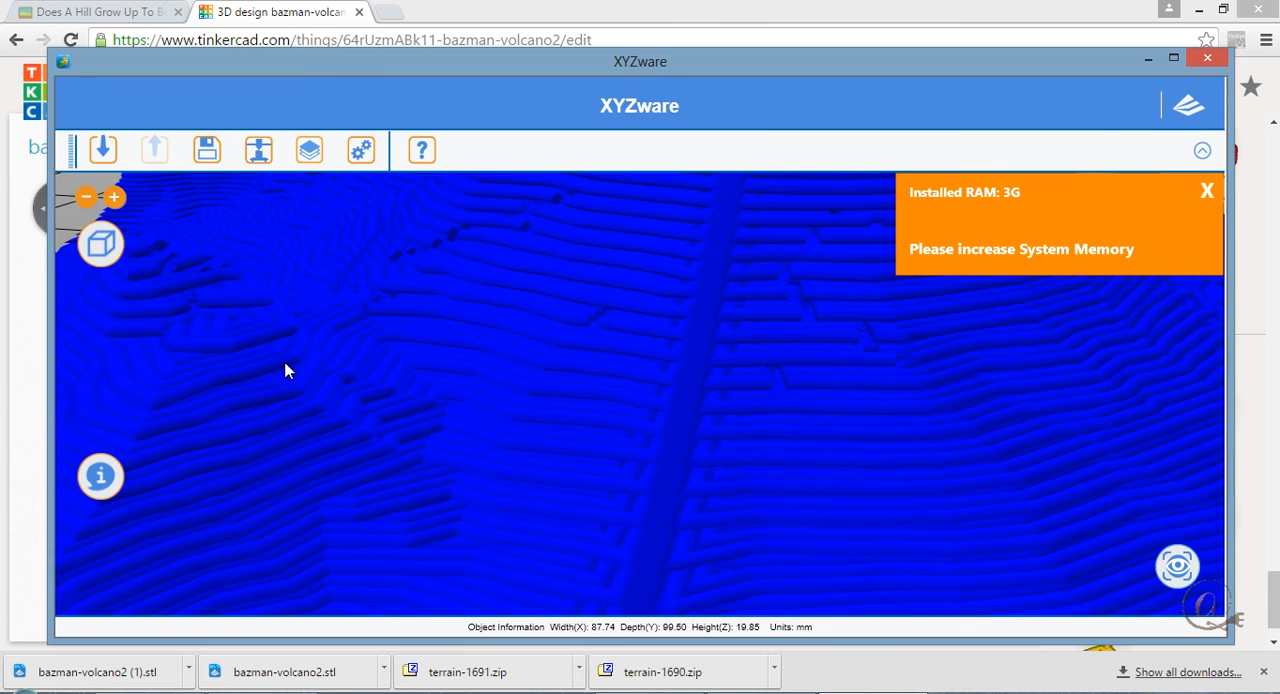 Does A Hill Grow Up To B
3D design bazman-volcan
https://www.tinkercad.com/things/64rUzmABk11-bazman-volcano2/edit
XYZware
T
K
C
XYZware
ba
Installed RAM: 3G
X
Please increase System Memory
Object Information Width(X): 87.74 Depth(Y): 99.50 Height(Z): 19.85 Units: mm
bazman-volcano2 (1).stl
bazman-volcano2.stl
terrain-1691.zip
terrain-1690.zip
Show all downloads...